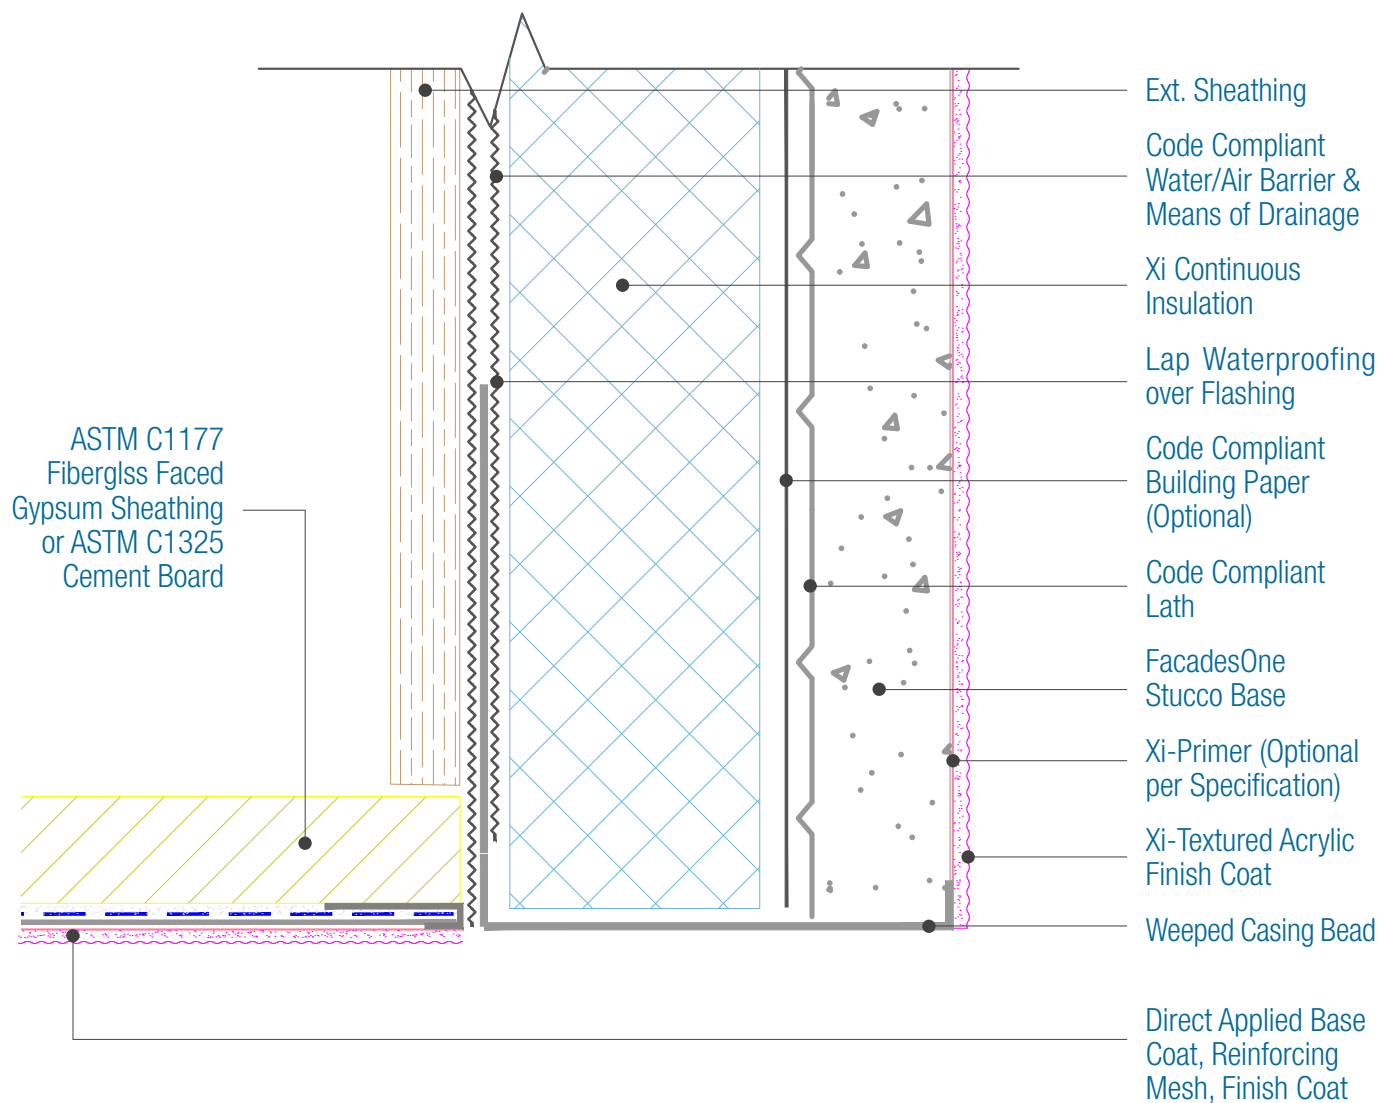 Ext. Sheathing
Code Compliant
Water/Air Barrier &
Means of Drainage
Xi Continuous
Insulation
Lap Waterproofing
over Flashing
ASTM C1177
Fiberglss Faced
Gypsum Sheathing
or ASTM C1325
Cement Board
Code Compliant
Building Paper
(Optional)
Code Compliant
Lath
FacadesOne
Stucco Base
Xi-Primer (Optional
per Specification)
Xi-Textured Acrylic
Finish Coat
Weeped Casing Bead
Direct Applied Base
Coat, Reinforcing
Mesh, Finish Coat